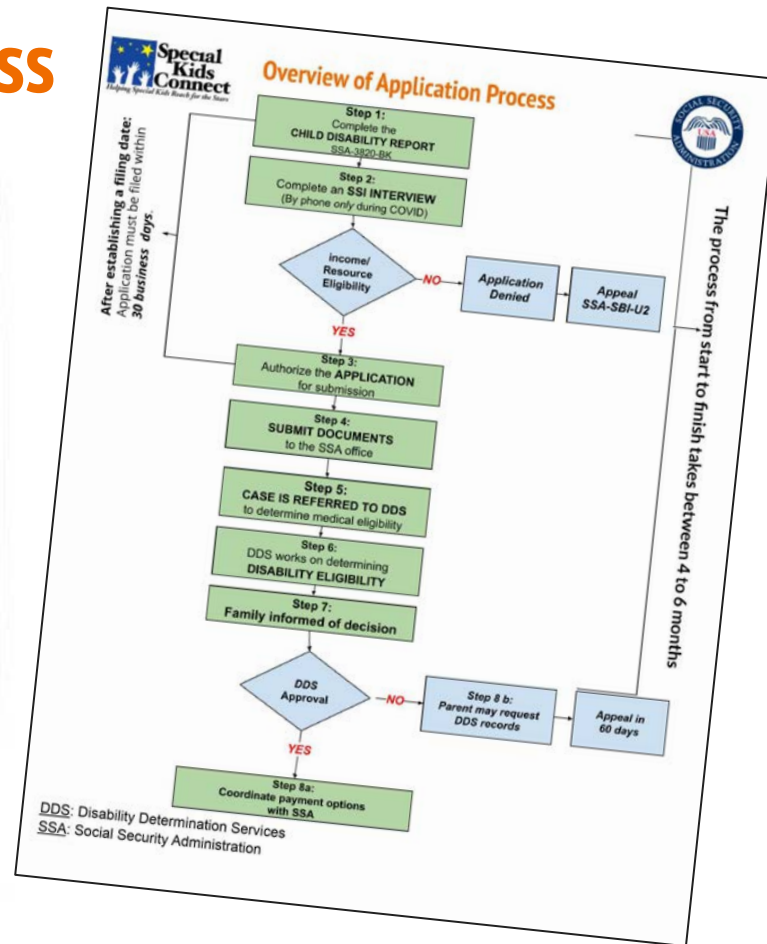 ss
Special
Kids
Connect
Helping Special Kids Reach for the Stars
Overview of Application Process
SOCIAL SECURITY
USA
ADMINISTRATION
After establishing a filing date:
Application must be filed within
30 business days.
Step 1:
Complete the
CHILD DISABILITY REPORT
SSA-3820-BK
Step 2:
Complete an SSI INTERVIEW
(By phone only during COVID)
income/
Resource
Eligibility
NO
Application
Denied
Appeal
SSA-SBI-U2
YES
Step 3:
Authorize the APPLICATION
for submission
Step 4:
SUBMIT DOCUMENTS
to the SSA office
Step 5:
CASE IS REFERRED TO DDS
to determine medical eligibility
Step 6:
DDS works on determining
DISABILITY ELIGIBILITY
Step 7:
Family informed of decision
DDS
Approval
NO
Step 8 b:
Parent may request
DDS records
Appeal in
60 days
YES
Step 8a:
Coordinate payment options
with SSA
The process from start to finish takes between 4 to 6 months
DDS: Disability Determination Services
SSA: Social Security Administration